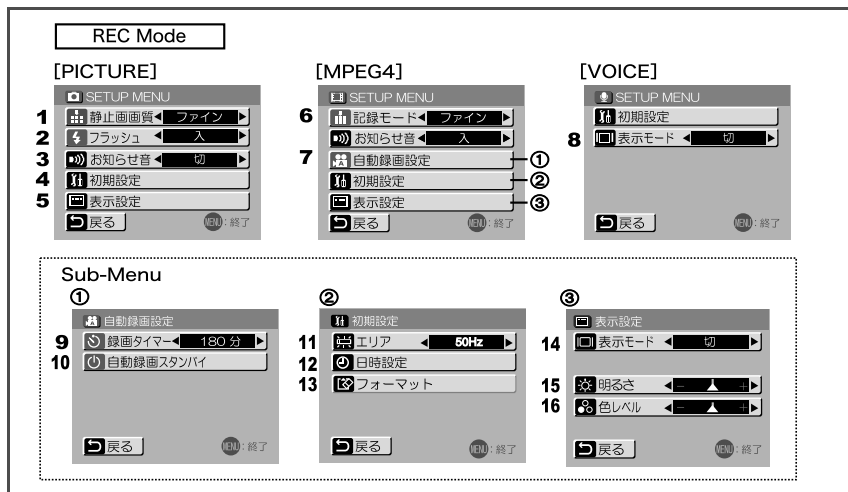 REC Mode
[PICTURE]
SETUP MENU
1 静止画画質 ファイン
2 フラッシュ 入
3 お知らせ音 切
4 初期設定
5 表示設定
戻る MENU : 終了
[MPEG4]
SETUP MENU
6 記録モード ファイン
お知らせ音 入
7 自動録画設定 ①
初期設定 ②
表示設定 ③
戻る MENU : 終了
[VOICE]
SETUP MENU
初期設定
8 表示モード 切
戻る MENU : 終了
Sub-Menu
①
自動録画設定
9 録画タイマー 180 分
10 自動録画スタンバイ
戻る MENU : 終了
②
初期設定
11 エリア 50Hz
12 日時設定
13 フォーマット
戻る MENU : 終了
③
表示設定
14 表示モード 切
15 明るさ - +
16 色レベル - +
戻る MENU : 終了